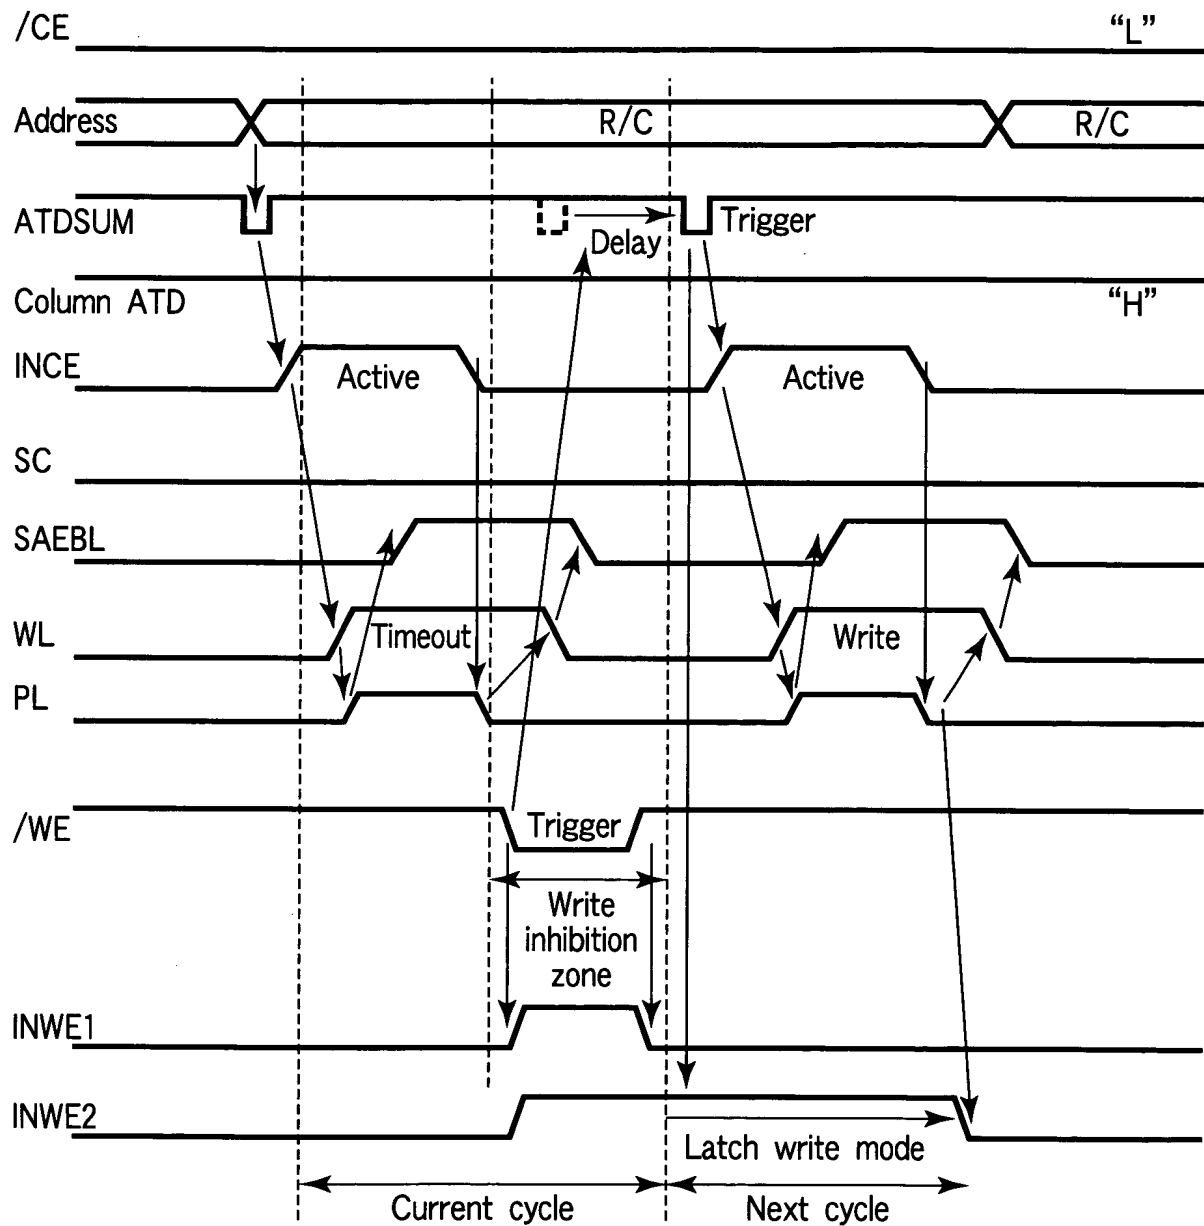 /CE “L”
Address R/C R/C
ATDSUM Delay Trigger
Column ATD “H”
INCE Active Active
SC
SAEBL
WL Timeout Write
PL
/WE Trigger
Write
inhibition
zone
INWE1
INWE2
Latch write mode
Current cycle Next cycle